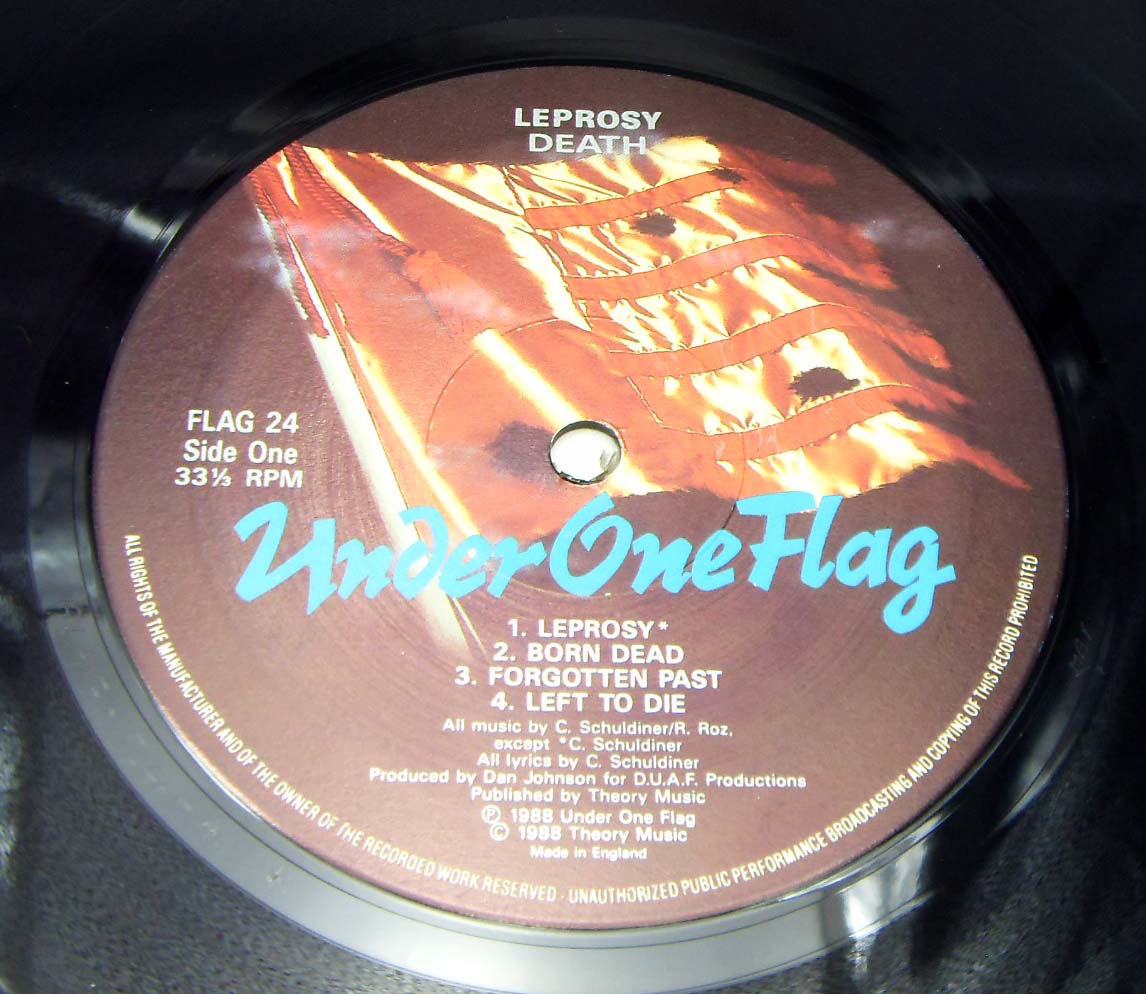 LEPROSY
DEATH
FLAG 24
Side One
33⅓ RPM
Under One Flag
1. LEPROSY*
2. BORN DEAD
3. FORGOTTEN PAST
4. LEFT TO DIE
All music by C. Schuldiner/R. Roz,
except *C. Schuldiner
All lyrics by C. Schuldiner
Produced by Dan Johnson for D.U.A.F. Productions
Published by Theory Music
℗ 1988 Under One Flag
© 1988 Theory Music
Made in England
ALL RIGHTS OF THE MANUFACTURER AND OF THE OWNER OF THE RECORDED WORK RESERVED · UNAUTHORIZED PUBLIC PERFORMANCE BROADCASTING AND COPYING OF THIS RECORD PROHIBITED